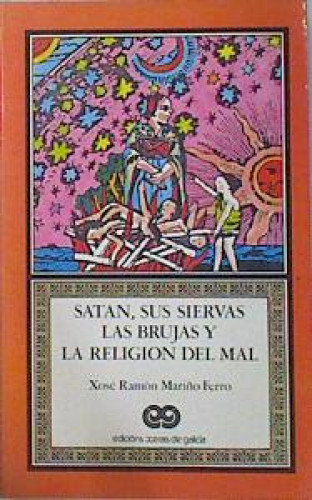 SATAN, SUS SIERVAS
LAS BRUJAS Y
LA RELIGION DEL MAL
Xosé Ramón Mariño Ferro
edicións xerais de galicia